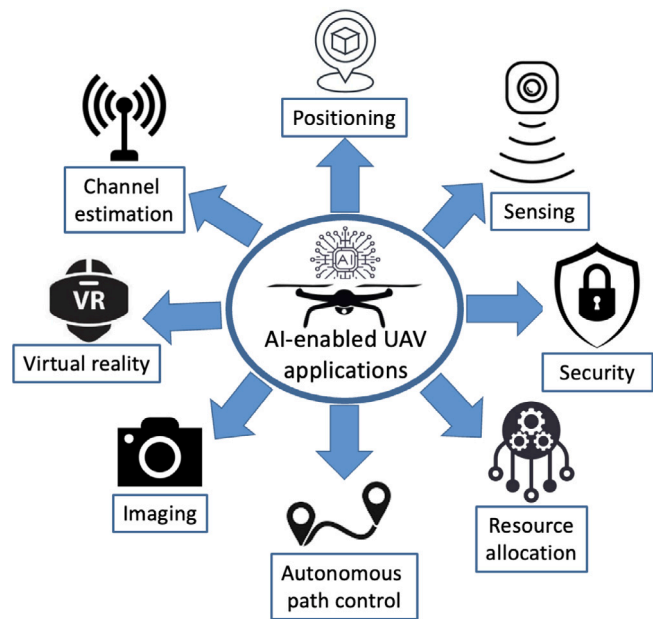 Positioning
Channel
estimation
Sensing
AI
VR
AI-enabled UAV
applications
Virtual reality
Security
Imaging
Resource
allocation
Autonomous
path control